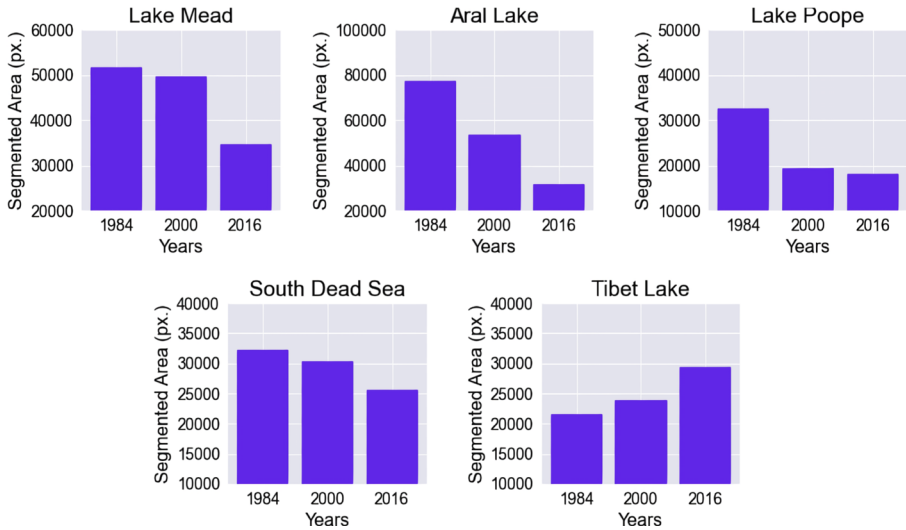 Lake Mead
Segmented Area (px.)
60000
50000
40000
30000
20000
1984 2000 2016
Years
Aral Lake
Segmented Area (px.)
100000
80000
60000
40000
20000
1984 2000 2016
Years
Lake Poope
Segmented Area (px.)
50000
40000
30000
20000
10000
1984 2000 2016
Years
South Dead Sea
Segmented Area (px.)
40000
35000
30000
25000
20000
15000
10000
1984 2000 2016
Years
Tibet Lake
Segmented Area (px.)
40000
35000
30000
25000
20000
15000
10000
1984 2000 2016
Years